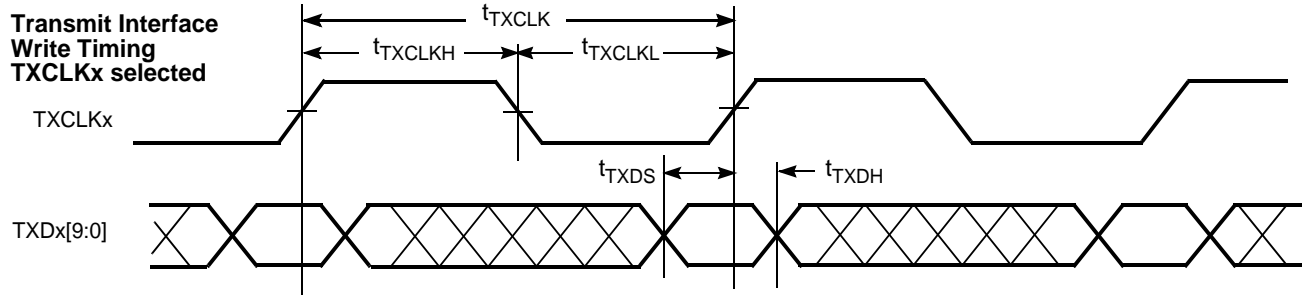 Transmit Interface
Write Timing
TXCLKx selected
tTXCLK
tTXCLKH
tTXCLKL
TXCLKx
tTXDS
tTXDH
TXDx[9:0]